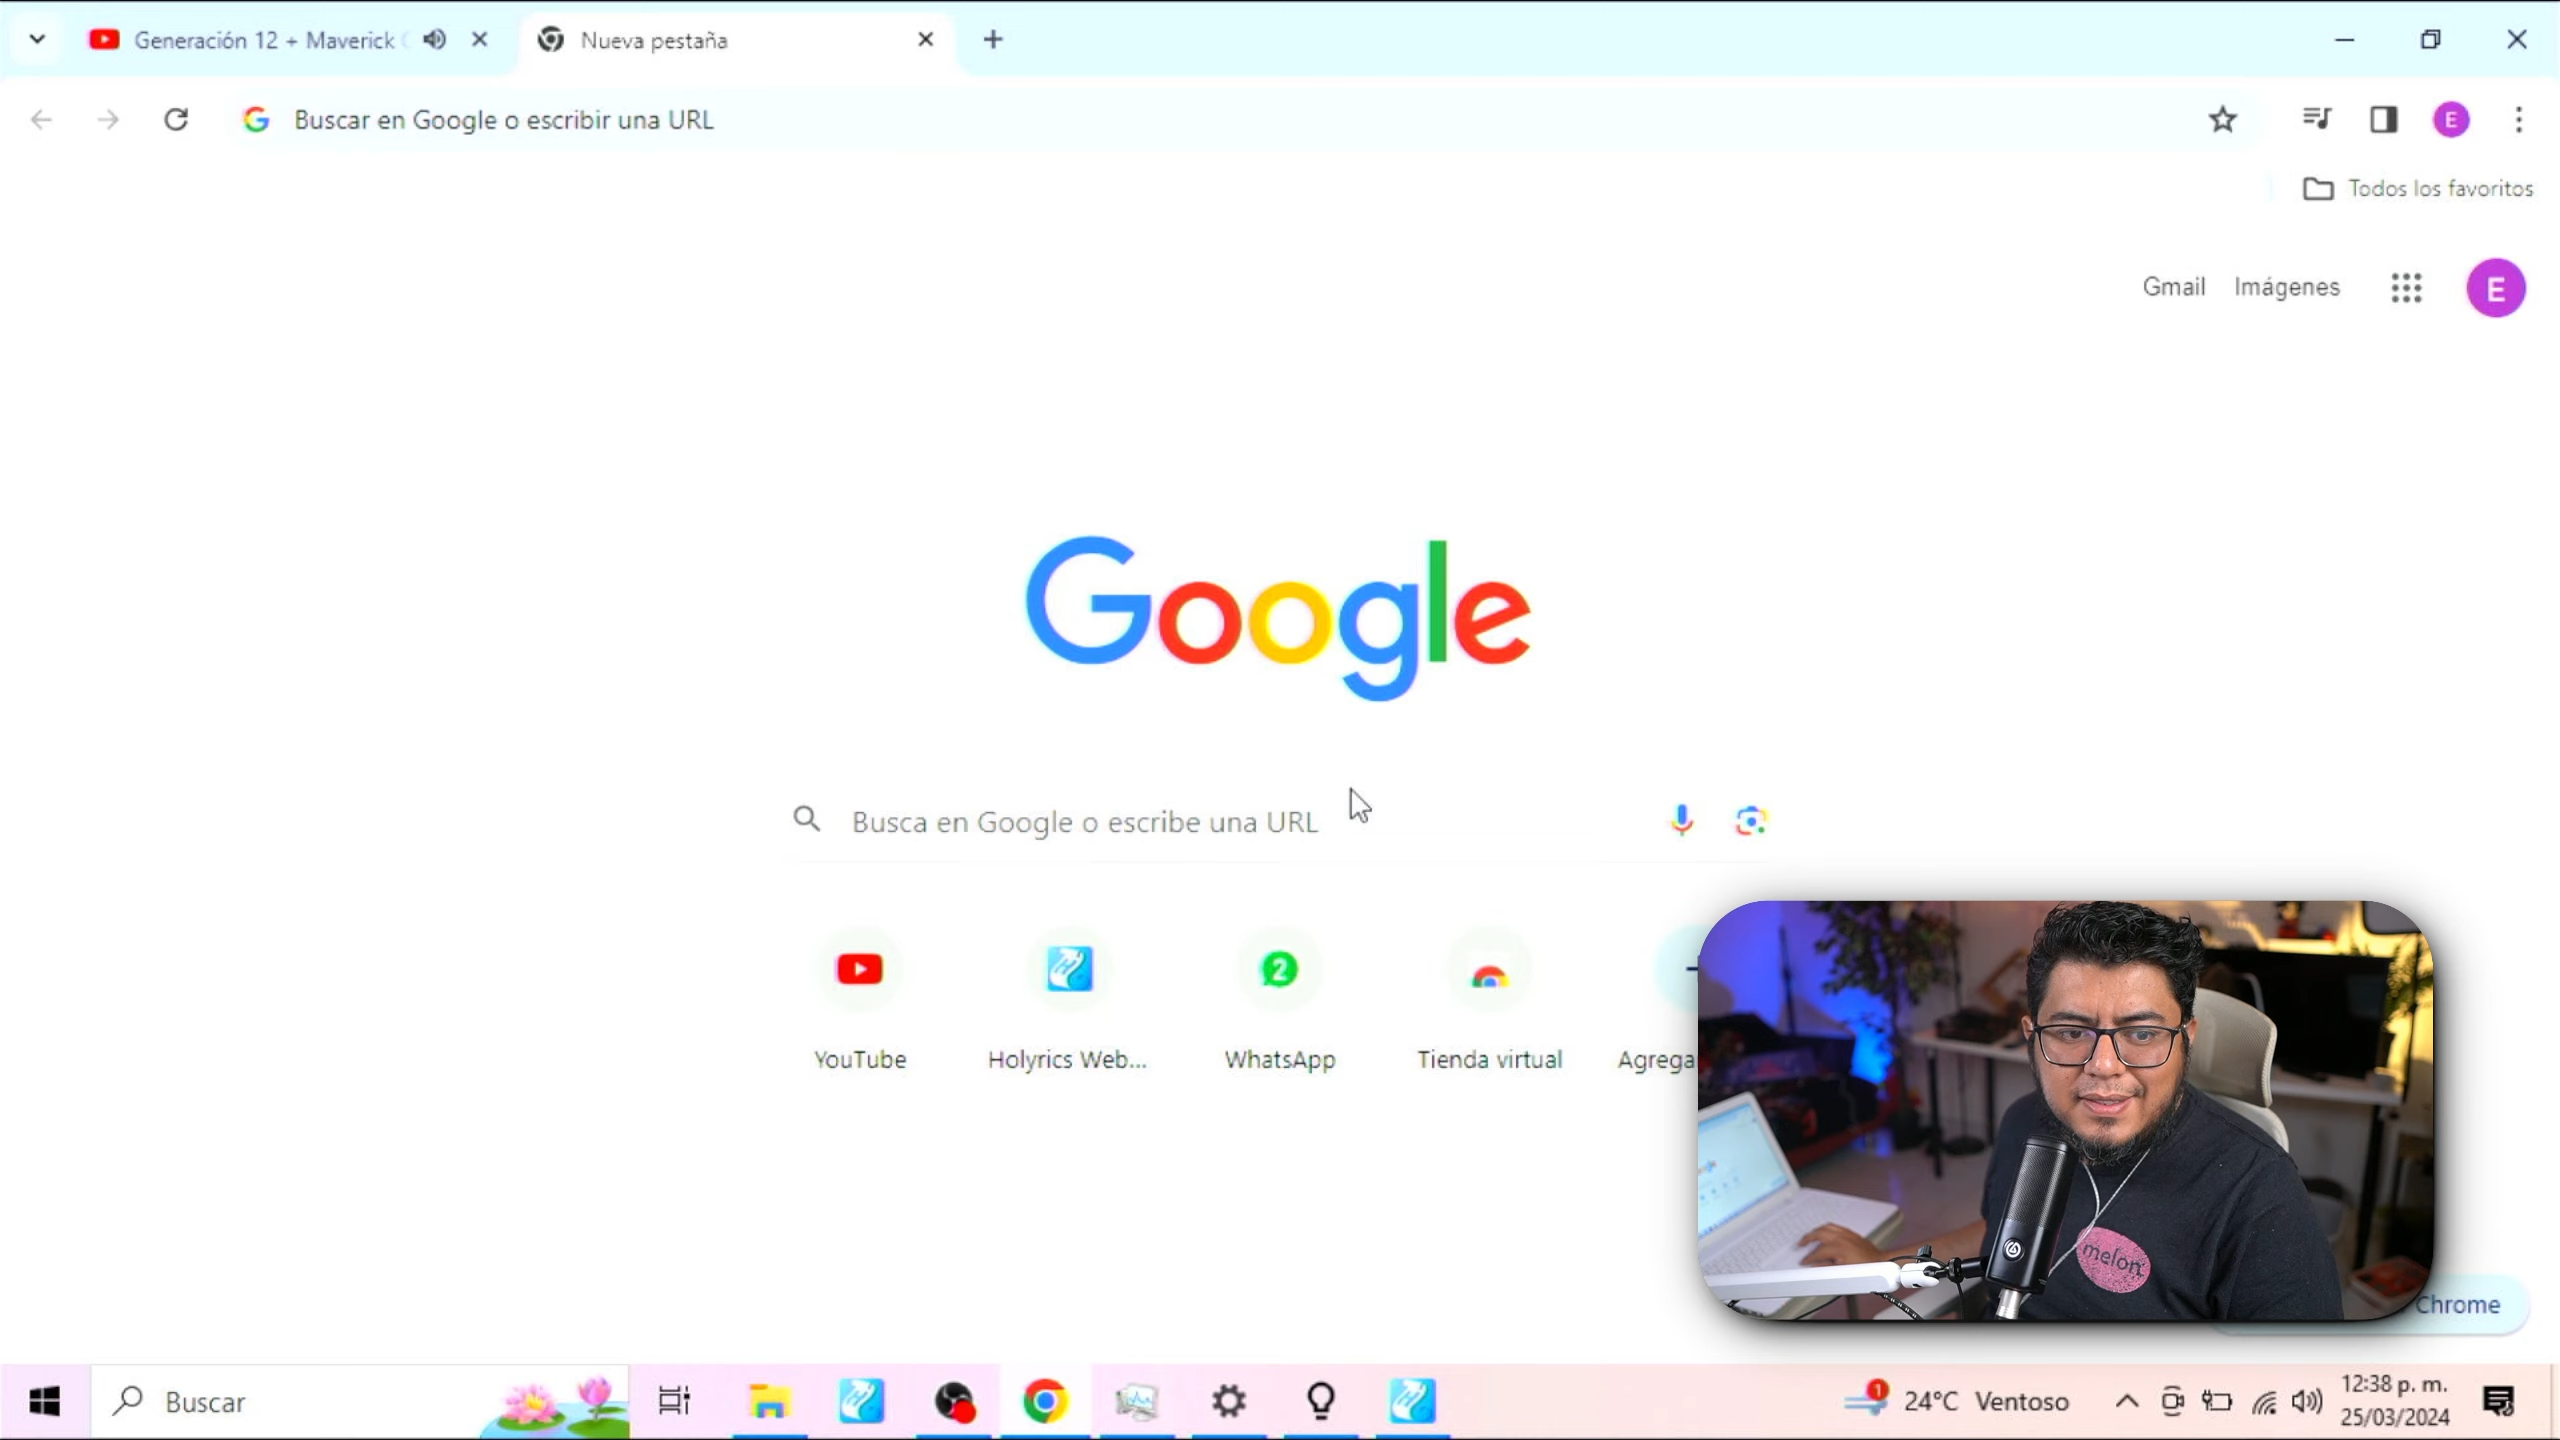 Generación 12 + Maverick
Nueva pestaña
Buscar en Google o escribir una URL
E
Todos los favoritos
Gmail
Imágenes
E
Google
Busca en Google o escribe una URL
2
YouTube
Holyrics Web...
WhatsApp
Tienda virtual
Agrega
melon
Chrome
Buscar
1
24°C Ventoso
12:38 p. m.
25/03/2024